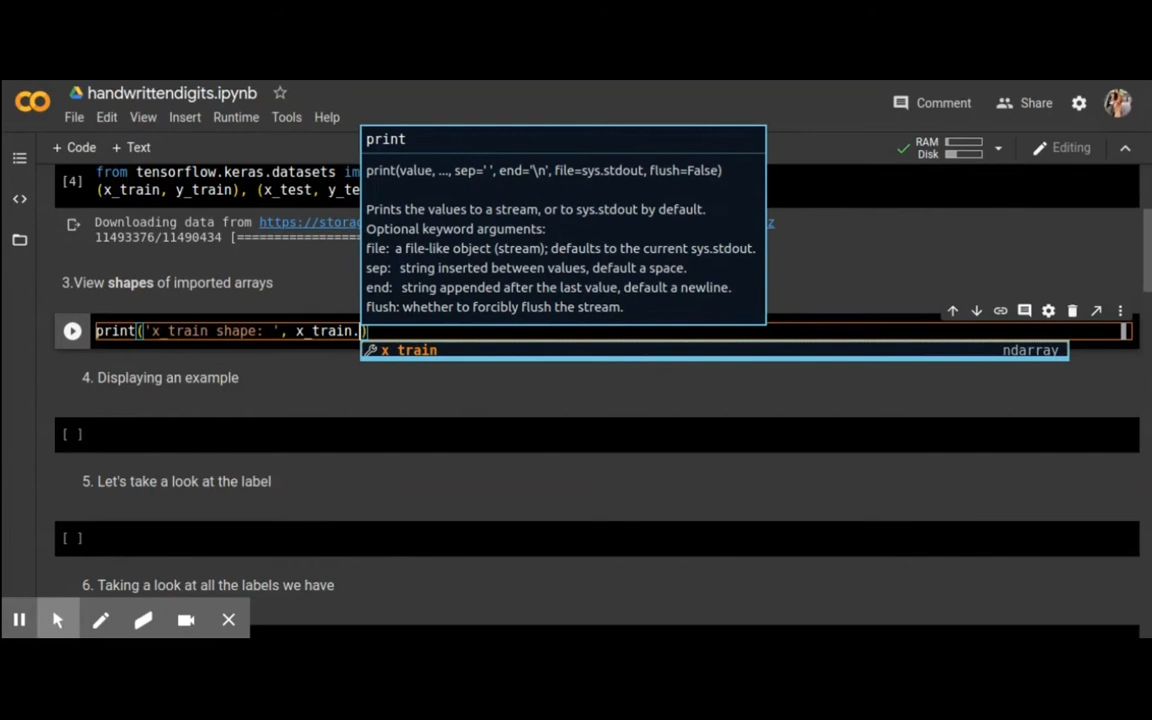 handwrittendigits.ipynb
Comment
Share
File Edit View Insert Runtime Tools Help
+ Code + Text
RAM
Disk
Editing
print
print(value, ..., sep=' ', end='\n', file=sys.stdout, flush=False)
Prints the values to a stream, or to sys.stdout by default.
Optional keyword arguments:
file: a file-like object (stream); defaults to the current sys.stdout.
sep: string inserted between values, default a space.
end: string appended after the last value, default a newline.
flush: whether to forcibly flush the stream.
[4]
from tensorflow.keras.datasets im
(x_train, y_train), (x_test, y_te
Downloading data from https://storag z
11493376/11490434 [==================
3.View shapes of imported arrays
print('x_train shape: ', x_train.)
x_train ndarray
4. Displaying an example
[ ]
5. Let's take a look at the label
[ ]
6. Taking a look at all the labels we have